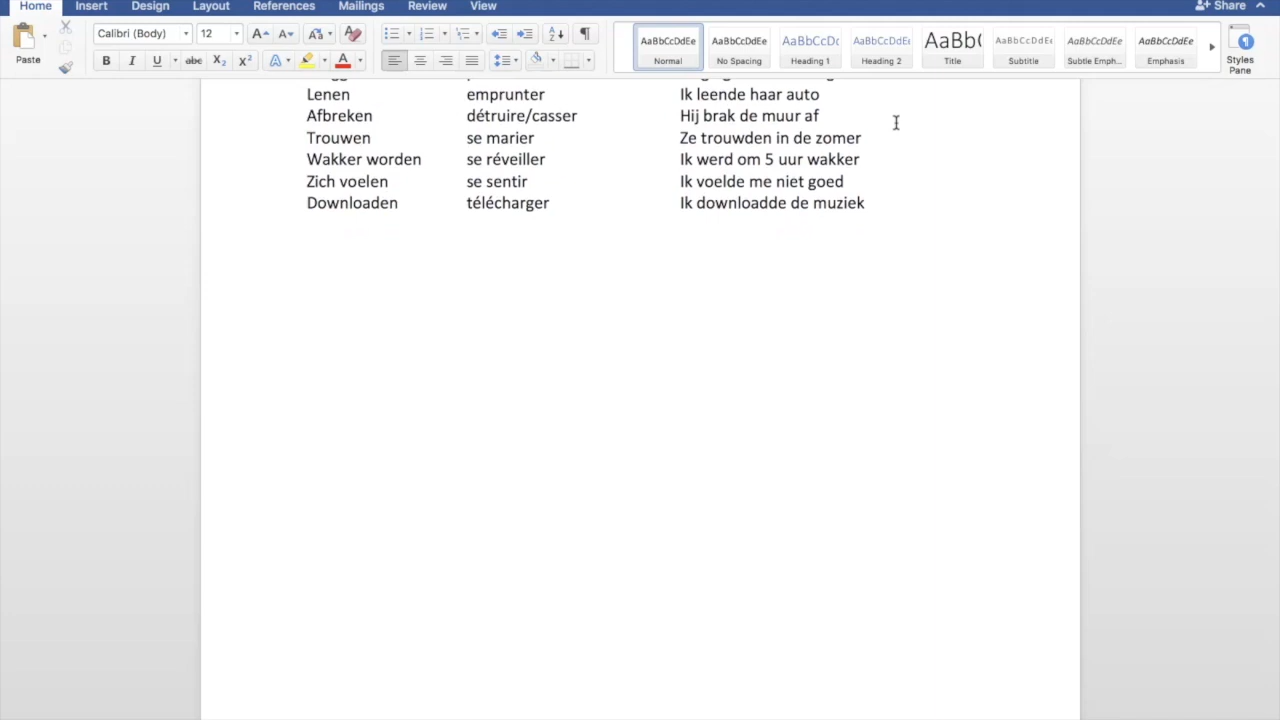 Home Insert Design Layout References Mailings Review View Share
Calibri (Body) 12
Paste
AaBbCcDdEe AaBbCcDdEe AaBbCcDc AaBbCcDdEe AaBb( AaBbCcDdEe AaBbCcDdEe AaBbCcDdEe
Normal No Spacing Heading 1 Heading 2 Title Subtitle Subtle Emph... Emphasis Styles Pane
Lenen emprunter Ik leende haar auto
Afbreken détruire/casser Hij brak de muur af
Trouwen se marier Ze trouwden in de zomer
Wakker worden se réveiller Ik werd om 5 uur wakker
Zich voelen se sentir Ik voelde me niet goed
Downloaden télécharger Ik downloadde de muziek